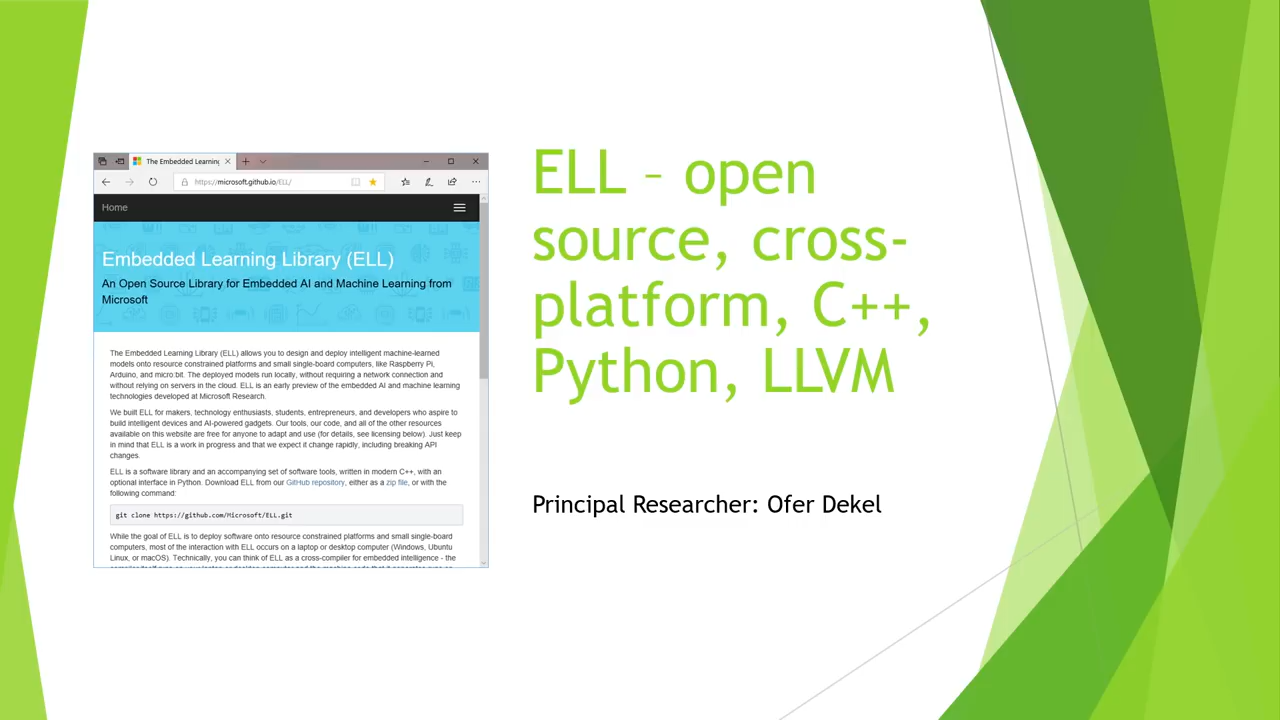 The Embedded Learning
https://microsoft.github.io/ELL/
Home
Embedded Learning Library (ELL)
An Open Source Library for Embedded AI and Machine Learning from
Microsoft
The Embedded Learning Library (ELL) allows you to design and deploy intelligent machine-learned
models onto resource constrained platforms and small single-board computers, like Raspberry Pi,
Arduino, and micro:bit. The deployed models run locally, without requiring a network connection and
without relying on servers in the cloud. ELL is an early preview of the embedded AI and machine learning
technologies developed at Microsoft Research.
We built ELL for makers, technology enthusiasts, students, entrepreneurs, and developers who aspire to
build intelligent devices and AI-powered gadgets. Our tools, our code, and all of the other resources
available on this website are free for anyone to adapt and use (for details, see licensing below). Just keep
in mind that ELL is a work in progress and that we expect it change rapidly, including breaking API
changes.
ELL is a software library and an accompanying set of software tools, written in modern C++, with an
optional interface in Python. Download ELL from our GitHub repository, either as a zip file, or with the
following command:
git clone https://github.com/Microsoft/ELL.git
While the goal of ELL is to deploy software onto resource constrained platforms and small single-board
computers, most of the interaction with ELL occurs on a laptop or desktop computer (Windows, Ubuntu
Linux, or macOS). Technically, you can think of ELL as a cross-compiler for embedded intelligence - the
ELL – open
source, cross-
platform, C++,
Python, LLVM
Principal Researcher: Ofer Dekel